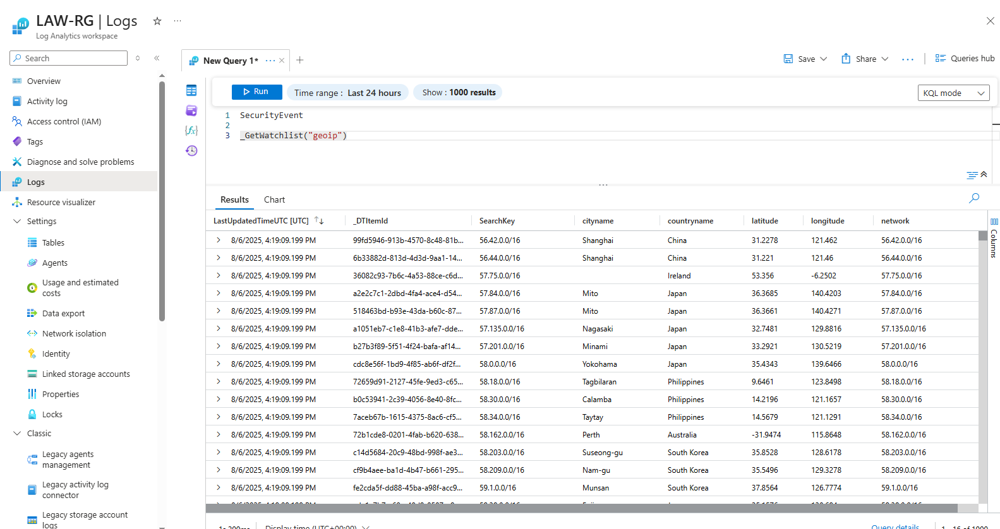 LAW-RG | Logs
Log Analytics workspace
Search
Overview
Activity log
Access control (IAM)
Tags
Diagnose and solve problems
Logs
Resource visualizer
Settings
Tables
Agents
Usage and estimated
costs
Data export
Network isolation
Identity
Linked storage accounts
Properties
Locks
Classic
Legacy agents
management
Legacy activity log
connector
Legacy storage account
logs
New Query 1*
Save
Share
Queries hub
Run
Time range : Last 24 hours
Show : 1000 results
KQL mode
1 SecurityEvent
2
3 _GetWatchlist("geoip")
Results Chart
LastUpdatedTimeUTC [UTC] _DTItemId SearchKey cityname countryname latitude longitude network
8/6/2025, 4:19:09.199 PM 99fd5946-913b-4570-8c48-81b... 56.42.0.0/16 Shanghai China 31.2278 121.462 56.42.0.0/16
8/6/2025, 4:19:09.199 PM 6b33882d-813d-4d3d-9aa1-14... 56.44.0.0/16 Shanghai China 31.221 121.46 56.44.0.0/16
8/6/2025, 4:19:09.199 PM 36082c93-7b6c-4a53-88ce-c6d... 57.75.0.0/16 Ireland 53.356 -6.2502 57.75.0.0/16
8/6/2025, 4:19:09.199 PM a2e2c7c1-2dbd-4fa4-ace4-d54... 57.84.0.0/16 Mito Japan 36.3685 140.4203 57.84.0.0/16
8/6/2025, 4:19:09.199 PM 518463bd-b93e-43da-b60c-87... 57.87.0.0/16 Mito Japan 36.3661 140.4271 57.87.0.0/16
8/6/2025, 4:19:09.199 PM a1051eb7-c1e8-41b3-afe7-dde... 57.135.0.0/16 Nagasaki Japan 32.7481 129.8816 57.135.0.0/16
8/6/2025, 4:19:09.199 PM b27b3f89-5f51-4f24-bafa-af14... 57.201.0.0/16 Minami Japan 33.2921 130.5219 57.201.0.0/16
8/6/2025, 4:19:09.199 PM cdc8e56f-1bd9-4f85-ab6f-df2f... 58.0.0.0/16 Yokohama Japan 35.4343 139.6466 58.0.0.0/16
8/6/2025, 4:19:09.199 PM 72659d91-2127-45fe-9ed3-c65... 58.18.0.0/16 Tagbilaran Philippines 9.6461 123.8498 58.18.0.0/16
8/6/2025, 4:19:09.199 PM b0c53941-2c39-4056-8e40-8fc... 58.30.0.0/16 Calamba Philippines 14.2196 121.1657 58.30.0.0/16
8/6/2025, 4:19:09.199 PM 7aceb67b-1615-4375-8ac6-cf5... 58.34.0.0/16 Taytay Philippines 14.5679 121.1291 58.34.0.0/16
8/6/2025, 4:19:09.199 PM 72b1cde8-0201-4fab-b620-638... 58.162.0.0/16 Perth Australia -31.9474 115.8648 58.162.0.0/16
8/6/2025, 4:19:09.199 PM c14d5684-20c9-48bd-998f-ae3... 58.203.0.0/16 Suseong-gu South Korea 35.8528 128.6178 58.203.0.0/16
8/6/2025, 4:19:09.199 PM cf9b4aee-ba1d-4b47-b661-295... 58.209.0.0/16 Nam-gu South Korea 35.5496 129.3278 58.209.0.0/16
8/6/2025, 4:19:09.199 PM fe2cda5f-dd88-45ba-a98f-acc9... 59.1.0.0/16 Munsan South Korea 37.8564 126.7774 59.1.0.0/16
Columns
Display time (UTC+00:00)
Query details
1 - 16 of 1000